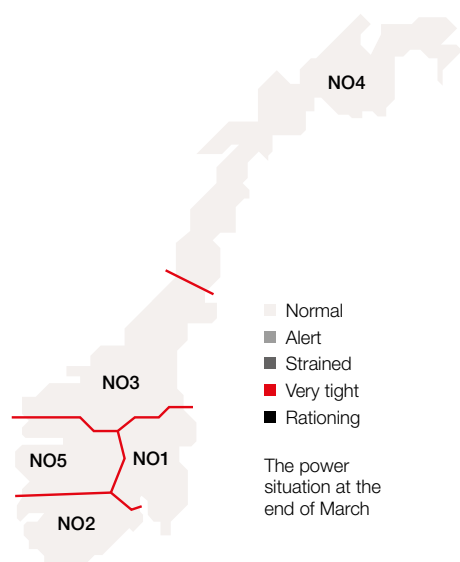 NO4
Normal
Alert
Strained
Very tight
Rationing
NO3
NO5
NO1
NO2
The power
situation at the
end of March